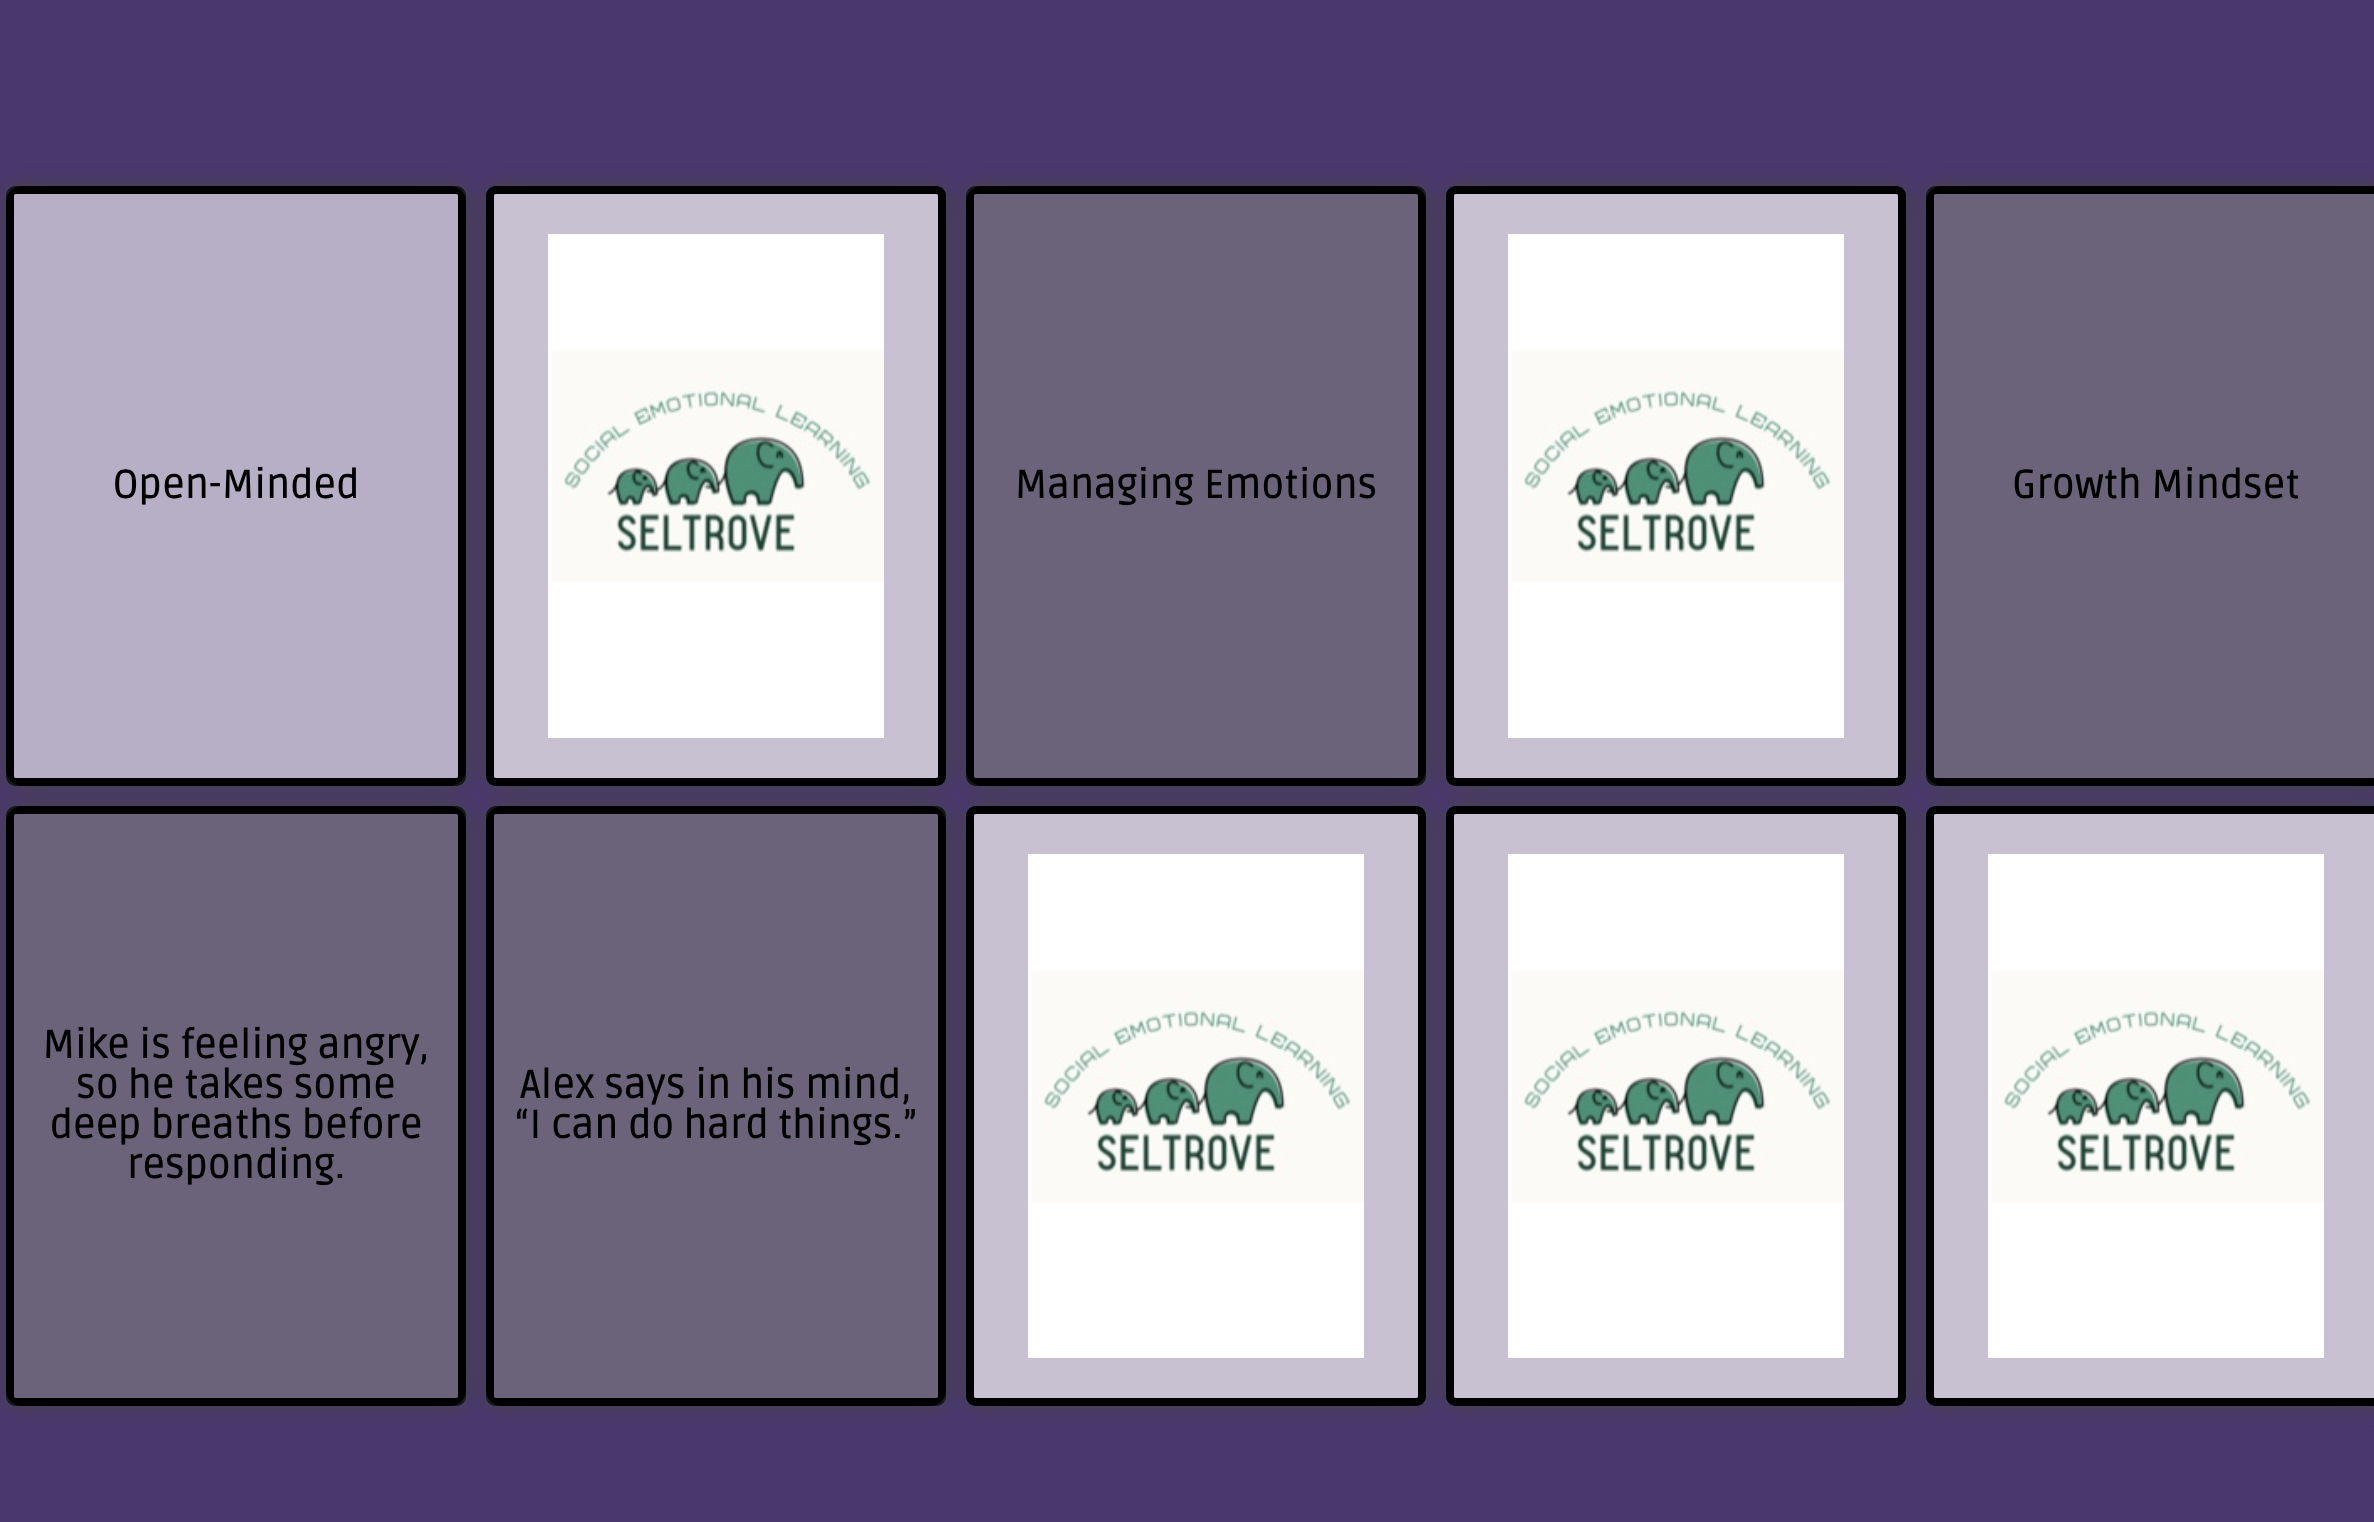 Open-Minded
SOCIAL EMOTIONAL LEARNING
SELTROVE
Managing Emotions
SOCIAL EMOTIONAL LEARNING
SELTROVE
Growth Mindset
Mike is feeling angry,
so he takes some
deep breaths before
responding.
Alex says in his mind,
“I can do hard things.”
SOCIAL EMOTIONAL LEARNING
SELTROVE
SOCIAL EMOTIONAL LEARNING
SELTROVE
SOCIAL EMOTIONAL LEARNING
SELTROVE